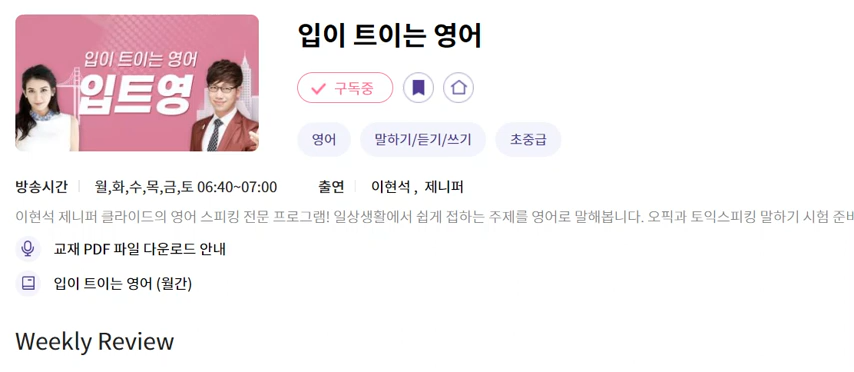 입이 트이는 영어
입트영
입이 트이는 영어
구독중
영어 말하기/듣기/쓰기 초중급
방송시간 월,화,수,목,금,토 06:40~07:00 출연 이현석 , 제니퍼
이현석 제니퍼 클라이드의 영어 스피킹 전문 프로그램! 일상생활에서 쉽게 접하는 주제를 영어로 말해봅니다. 오픽과 토익스피킹 말하기 시험 준비
교재 PDF 파일 다운로드 안내
입이 트이는 영어 (월간)
Weekly Review